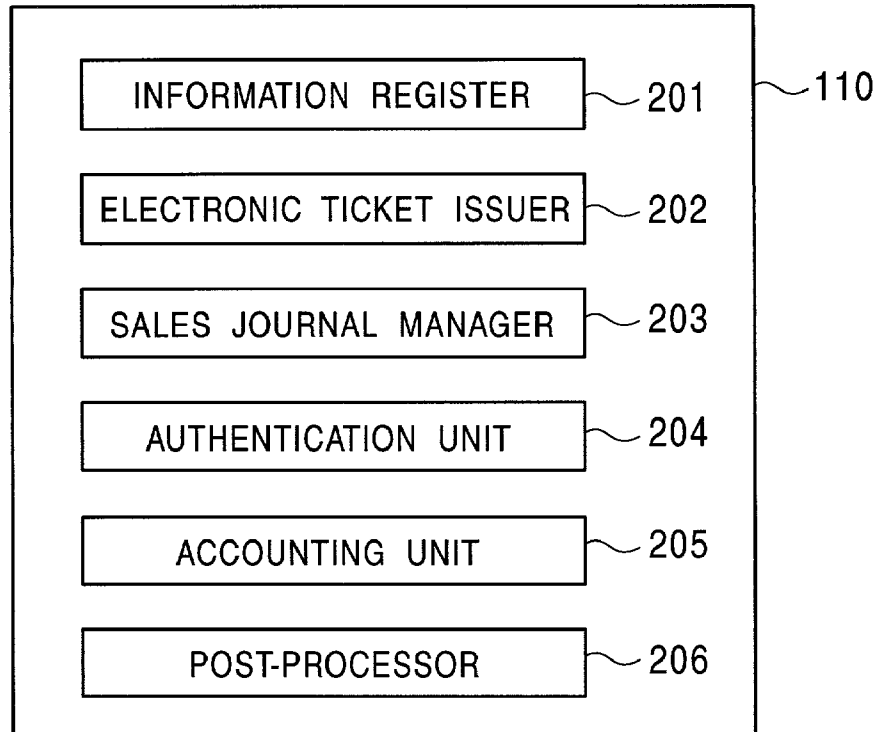 INFORMATION REGISTER 201 110
ELECTRONIC TICKET ISSUER 202
SALES JOURNAL MANAGER 203
AUTHENTICATION UNIT 204
ACCOUNTING UNIT 205
POST-PROCESSOR 206